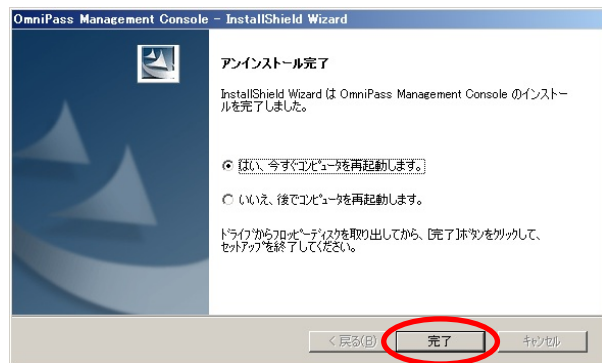 OmniPass Management Console - InstallShield Wizard
アンインストール完了
InstallShield Wizard は OmniPass Management Console のインストー
ルを完了しました。
はい、今すぐコンピュータを再起動します。
いいえ、後でコンピュータを再起動します。
ドライブからフロッピーディスクを取り出してから、[完了]ボタンをクリックして、
セットアップを終了してください。
< 戻る(B)
完了
キャンセル